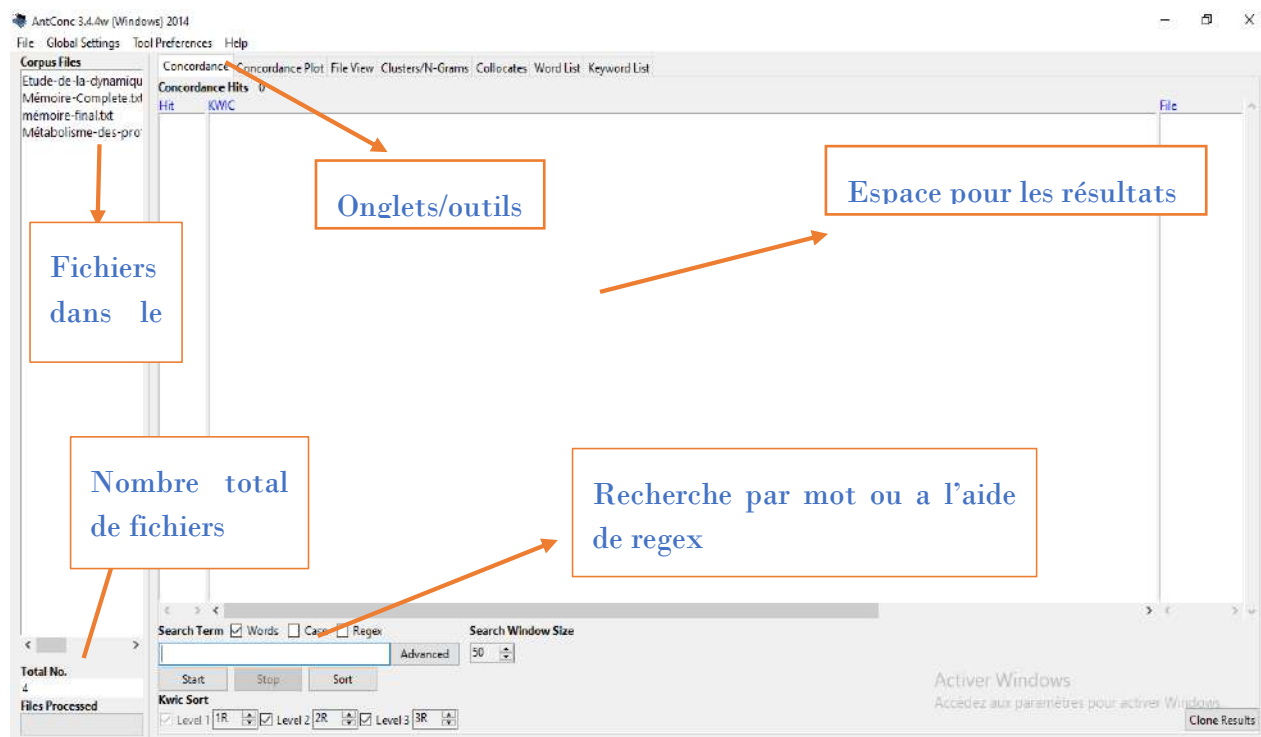 AntConc 3.4.4w (Windows) 2014
File Global Settings Tool Preferences Help
Corpus Files
Etude-de-la-dynamiqu
Mémoire-Complete.txt
mémoire-final.txt
Métabolisme-des-pro
Concordance Concordance Plot File View Clusters/N-Grams Collocates Word List Keyword List
Concordance Hits 0
Hit KWIC File
Onglets/outils
Espace pour les résultats
Fichiers
dans le
Nombre total
de fichiers
Recherche par mot ou a l’aide
de regex
Search Term Words Case Regex Search Window Size
Advanced 50
Total No.
4
Start Stop Sort
Files Processed
Kwic Sort
Level 1 1R Level 2 2R Level 3 3R
Activer Windows
Accédez aux paramètres pour activer Windows.
Clone Results